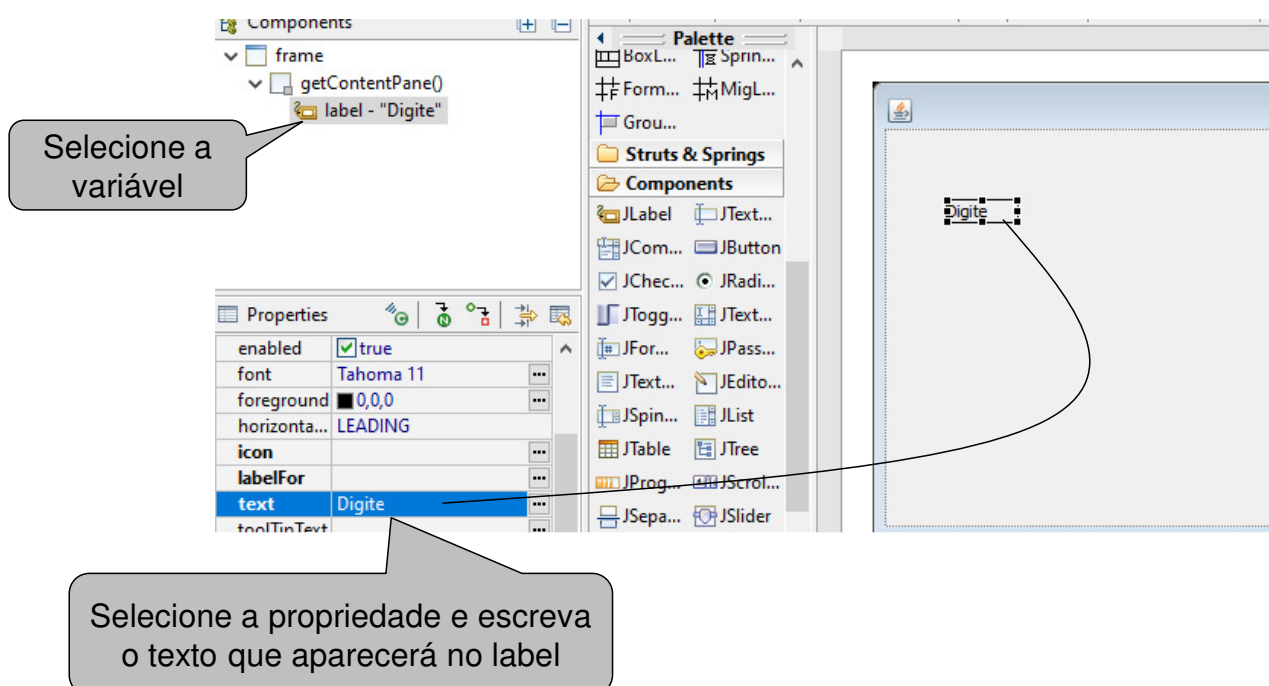 Components
frame
getContentPane()
label - "Digite"
Selecione a
variável
Properties
enabled true
font Tahoma 11
foreground 0,0,0
horizonta... LEADING
icon
labelFor
text Digite
toolTipText
Selecione a propriedade e escreva
o texto que aparecerá no label
Palette
BoxL... Sprin...
Form... MigL...
Grou...
Struts & Springs
Components
JLabel JText...
JCom... JButton
JChec... JRadi...
JTogg... JText...
JFor... JPass...
JText... JEdito...
JSpin... JList
JTable JTree
JProg... JScrol...
JSepa... JSlider
Digite